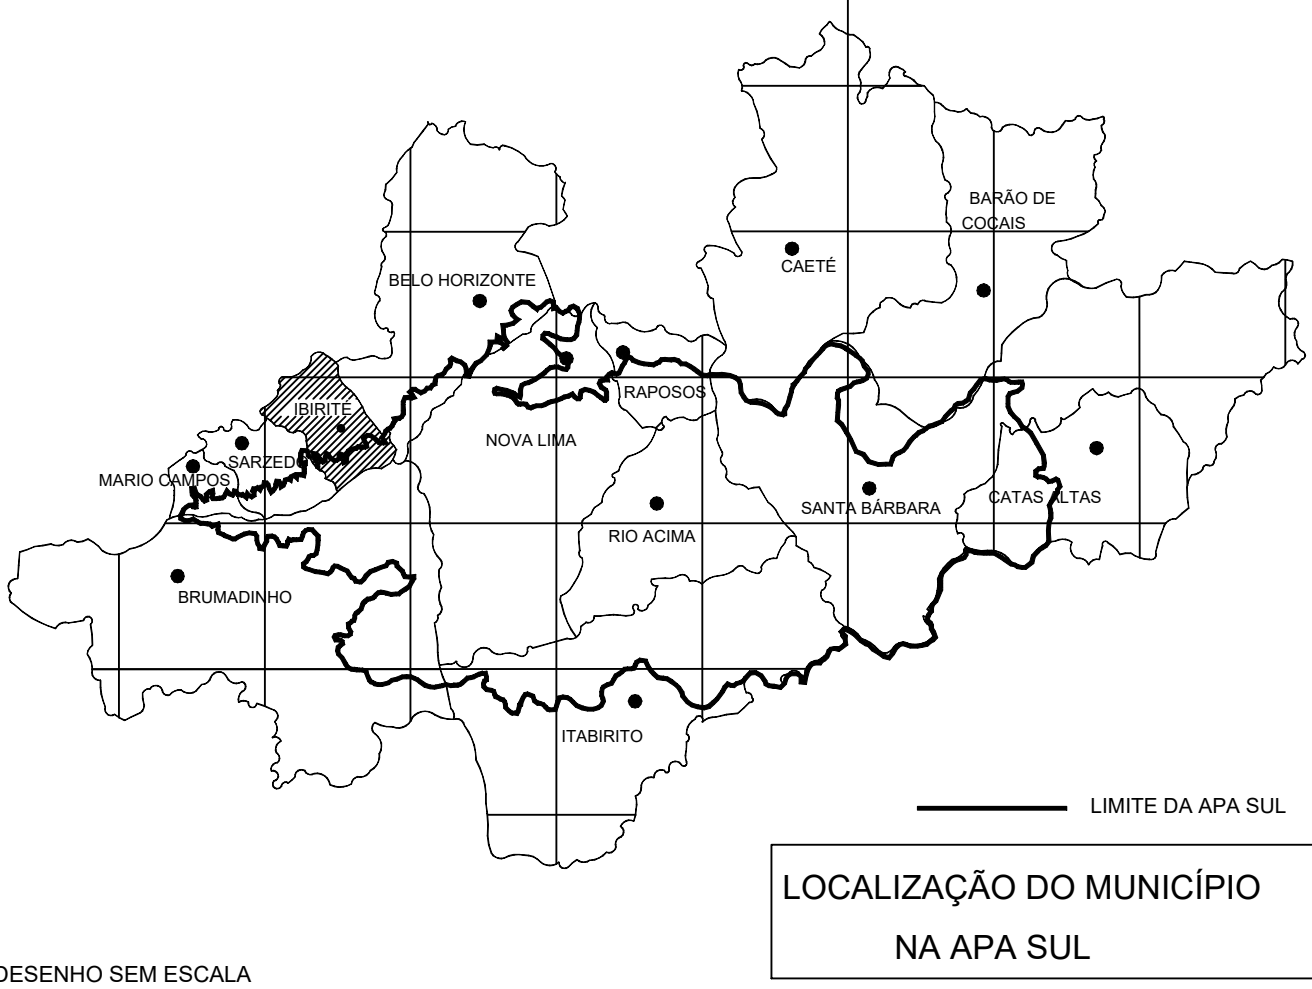 BARÃO DE
COCAIS
CAETÉ
BELO HORIZONTE
RAPOSOS
IBIRITE
NOVA LIMA
SARZEDO
MARIO CAMPOS
CATAS ALTAS
SANTA BÁRBARA
RIO ACIMA
BRUMADINHO
ITABIRITO
LIMITE DA APA SUL
LOCALIZAÇÃO DO MUNICÍPIO
NA APA SUL
DESENHO SEM ESCALA